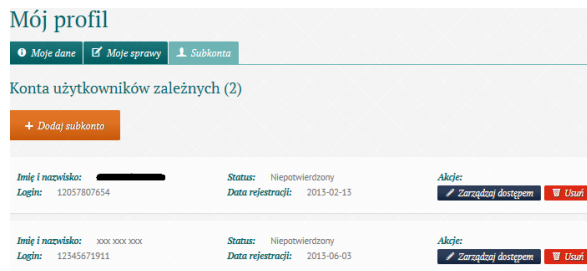 Mój profil
Moje dane Moje sprawy Subkonta
Konta użytkowników zależnych (2)
+ Dodaj subkonto
Imię i nazwisko: Status: Niepotwierdzony Akcje:
Login: 12057807654 Data rejestracji: 2013-02-13 Zarządzaj dostępem Usuń
Imię i nazwisko: xxx xxx xxx Status: Niepotwierdzony Akcje:
Login: 12345671911 Data rejestracji: 2013-06-03 Zarządzaj dostępem Usuń